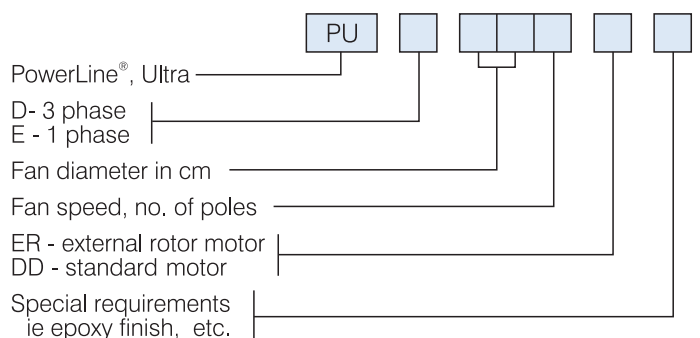 PU
PowerLine®, Ultra
D- 3 phase
E - 1 phase
Fan diameter in cm
Fan speed, no. of poles
ER - external rotor motor
DD - standard motor
Special requirements
ie epoxy finish, etc.